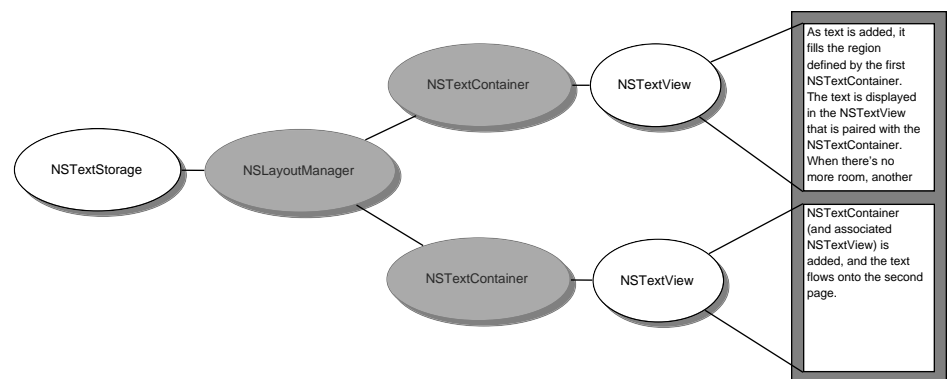 NSTextStorage
NSLayoutManager
NSTextContainer
NSTextView
As text is added, it
fills the region
defined by the first
NSTextContainer.
The text is displayed
in the NSTextView
that is paired with the
NSTextContainer.
When there's no
more room, another
NSTextContainer
NSTextView
NSTextContainer
(and associated
NSTextView) is
added, and the text
flows onto the second
page.